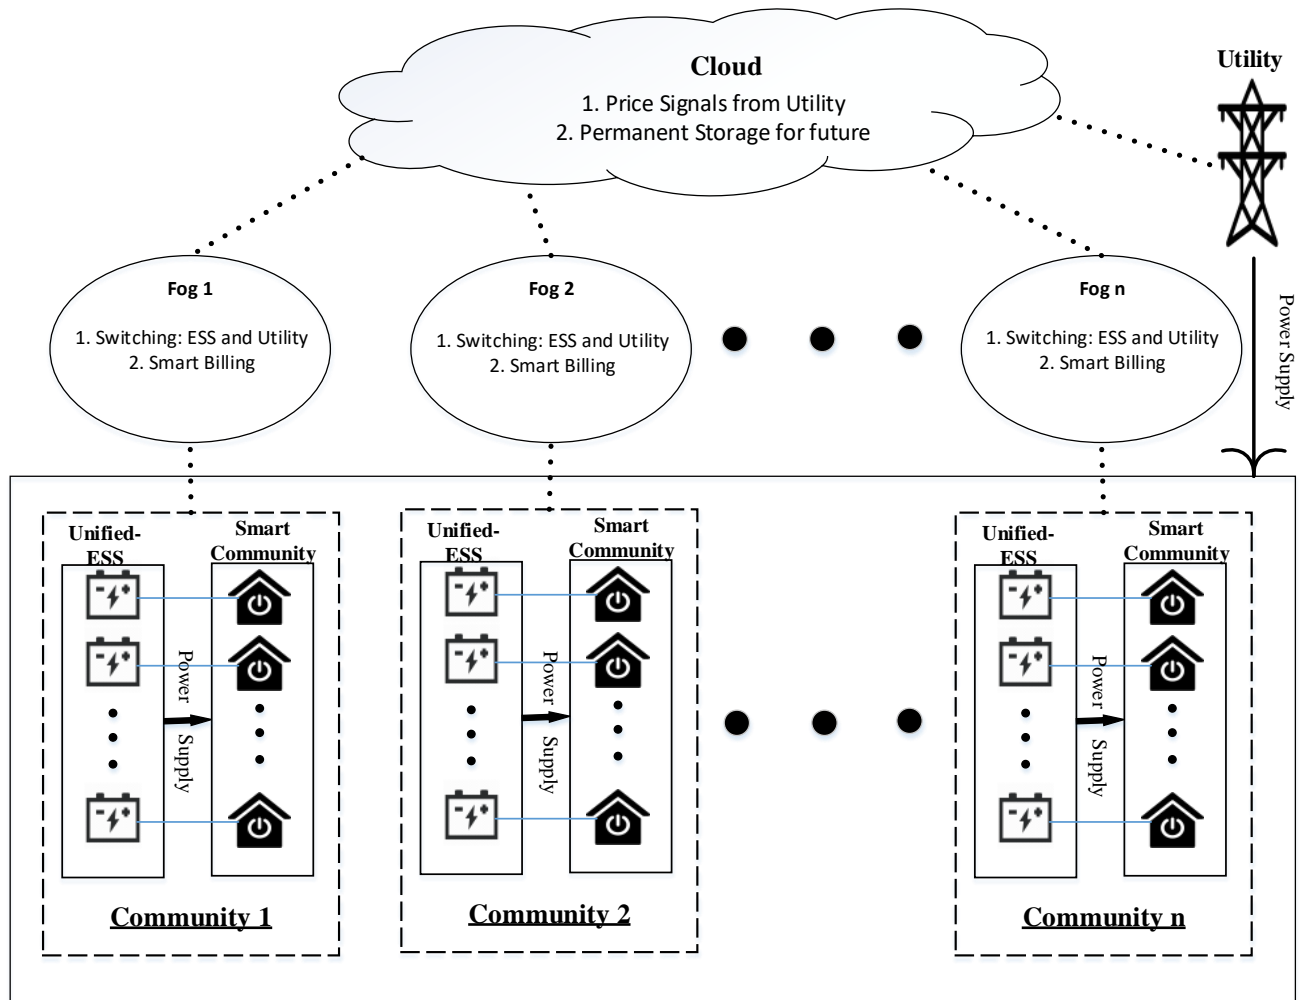 Cloud
1. Price Signals from Utility
2. Permanent Storage for future
Utility
Fog 1
1. Switching: ESS and Utility
2. Smart Billing
Fog 2
1. Switching: ESS and Utility
2. Smart Billing
Fog n
1. Switching: ESS and Utility
2. Smart Billing
Power Supply
Unified-
ESS
Smart
Community
Power Supply
Community 1
Unified-
ESS
Smart
Community
Power Supply
Community 2
Unified-
ESS
Smart
Community
Power Supply
Community n